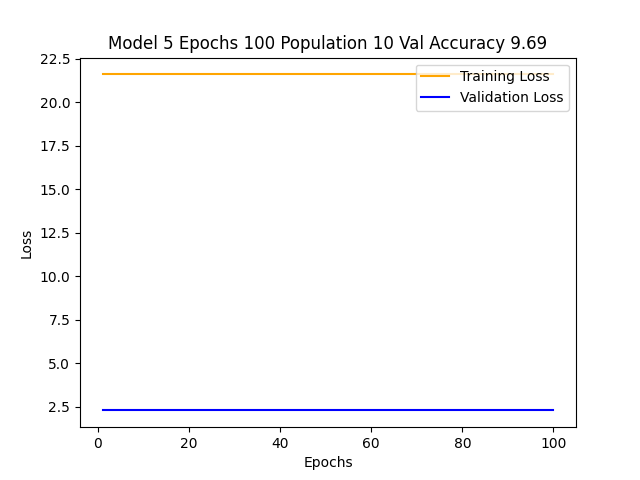 Model 5 Epochs 100 Population 10 Val Accuracy 9.69
22.5
20.0
17.5
15.0
12.5
10.0
7.5
5.0
2.5
Loss
Training Loss
Validation Loss
0 20 40 60 80 100
Epochs